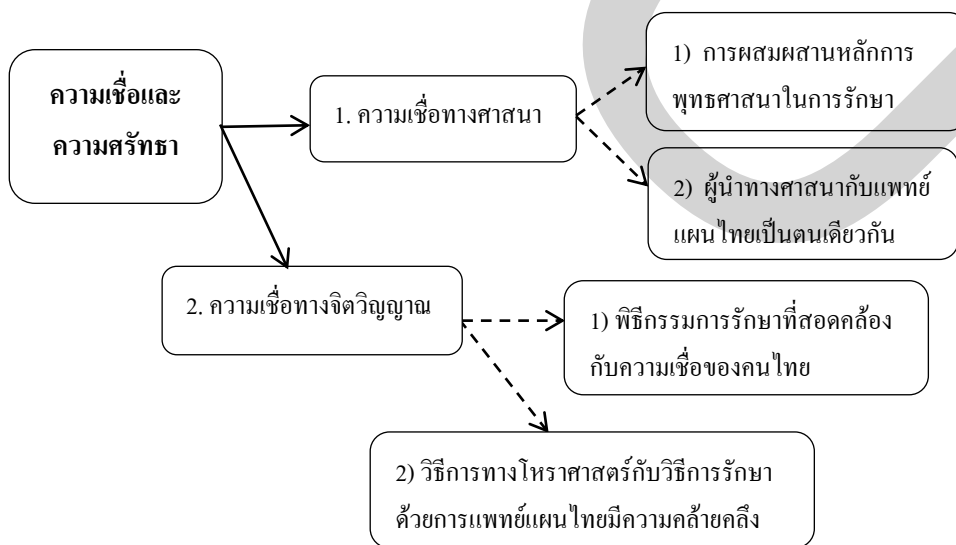 ความเชื่อและ
ความศรัทธา
1. ความเชื่อทางศาสนา
1) การผสมผสานหลักการ
พุทธศาสนาในการรักษา
2) ผู้นำทางศาสนากับแพทย์
แผนไทยเป็นตนเดียวกัน
2. ความเชื่อทางจิตวิญญาณ
1) พิธีกรรมการรักษาที่สอดคล้อง
กับความเชื่อของคนไทย
2) วิธีการทางโหราศาสตร์กับวิธีการรักษา
ด้วยการแพทย์แผนไทยมีความคล้ายคลึง